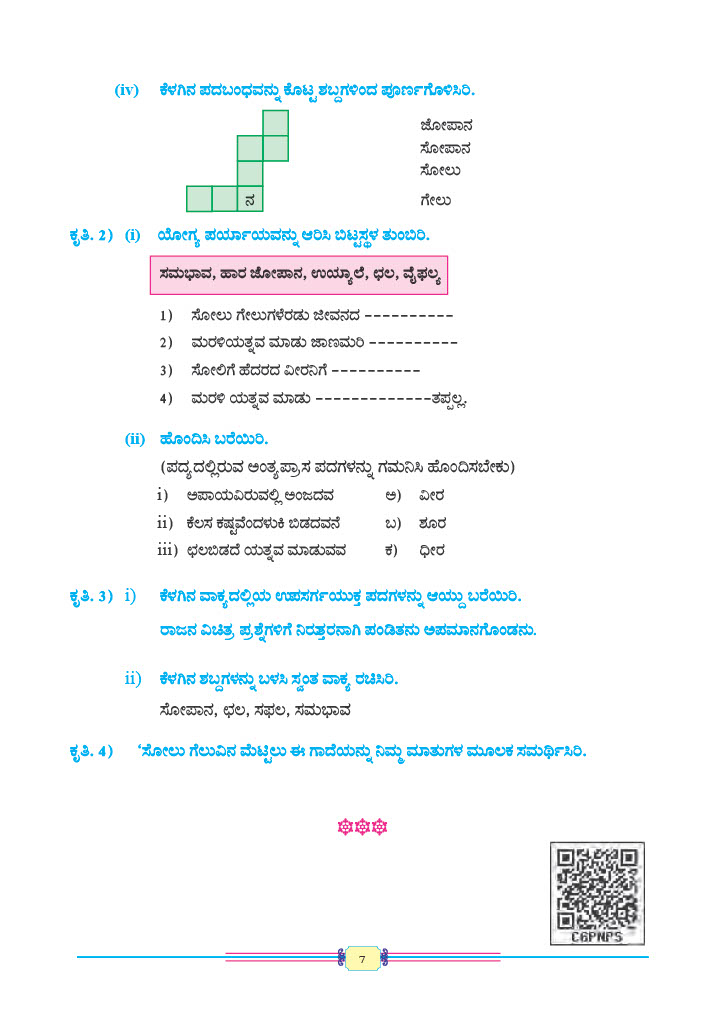 (iv) ಕೆಳಗಿನ ಪದಬಂಧವನ್ನು ಕೊಟ್ಟ ಶಬ್ದಗಳಿಂದ ಪೂರ್ಣಗೊಳಿಸಿರಿ.
ಜೋಪಾನ
ಸೋಪಾನ
ಸೋಲು
ನ ಗೇಲು
ಕೃತಿ. 2) (i) ಯೋಗ್ಯ ಪರ್ಯಾಯವನ್ನು ಆರಿಸಿ ಬಿಟ್ಟಸ್ಥಳ ತುಂಬಿರಿ.
ಸಮಭಾವ, ಹಾರ ಜೋಪಾನ, ಉಯ್ಯಾಲೆ, ಛಲ, ವೈಫಲ್ಯ
1) ಸೋಲು ಗೇಲುಗಳೆರಡು ಜೀವನದ ----------
2) ಮರಳಿಯತ್ನವ ಮಾಡು ಜಾಣಮರಿ ----------
3) ಸೋಲಿಗೆ ಹೆದರದ ವೀರನಿಗೆ ----------
4) ಮರಳಿ ಯತ್ನವ ಮಾಡು -------------ತಪ್ಪಲ್ಲ.
(ii) ಹೊಂದಿಸಿ ಬರೆಯಿರಿ.
(ಪದ್ಯದಲ್ಲಿರುವ ಅಂತ್ಯಪ್ರಾಸ ಪದಗಳನ್ನು ಗಮನಿಸಿ ಹೊಂದಿಸಬೇಕು)
i) ಅಪಾಯವಿರುವಲ್ಲಿ ಅಂಜದವ ಅ) ವೀರ
ii) ಕೆಲಸ ಕಷ್ಟವೆಂದಳುಕಿ ಬಿಡದವನೆ ಬ) ಶೂರ
iii) ಛಲಬಿಡದೆ ಯತ್ನವ ಮಾಡುವವ ಕ) ಧೀರ
ಕೃತಿ. 3) i) ಕೆಳಗಿನ ವಾಕ್ಯದಲ್ಲಿಯ ಉಪಸರ್ಗಯುಕ್ತ ಪದಗಳನ್ನು ಆಯ್ದು ಬರೆಯಿರಿ.
ರಾಜನ ವಿಚಿತ್ರ ಪ್ರಶ್ನೆಗಳಿಗೆ ನಿರುತ್ತರನಾಗಿ ಪಂಡಿತನು ಅಪಮಾನಗೊಂಡನು.
ii) ಕೆಳಗಿನ ಶಬ್ದಗಳನ್ನು ಬಳಸಿ ಸ್ವಂತ ವಾಕ್ಯ ರಚಿಸಿರಿ.
ಸೋಪಾನ, ಛಲ, ಸಫಲ, ಸಮಭಾವ
ಕೃತಿ. 4) ‘ಸೋಲು ಗೆಲುವಿನ ಮೆಟ್ಟಿಲು ಈ ಗಾದೆಯನ್ನು ನಿಮ್ಮ ಮಾತುಗಳ ಮೂಲಕ ಸಮರ್ಥಿಸಿರಿ.
C6PNPS
7